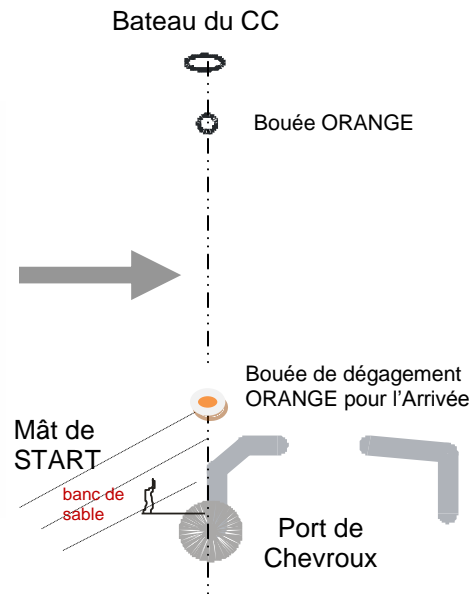 Bateau du CC
Bouée ORANGE
Bouée de dégagement
ORANGE pour l'Arrivée
Mât de
START
banc de
sable
Port de
Chevroux